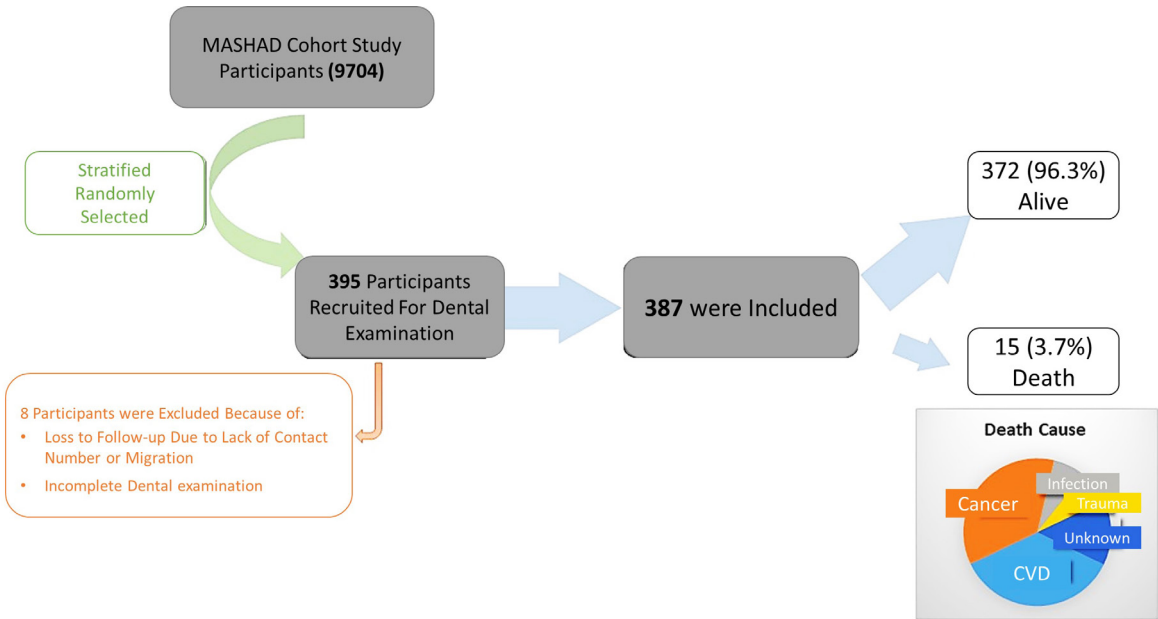 MASHAD Cohort Study
Participants (9704)
Stratified
Randomly
Selected
395 Participants
Recruited For Dental
Examination
8 Participants were Excluded Because of:
• Loss to Follow-up Due to Lack of Contact
Number or Migration
• Incomplete Dental examination
387 were Included
372 (96.3%)
Alive
15 (3.7%)
Death
Death Cause
Infection
Cancer
Trauma
Unknown
CVD